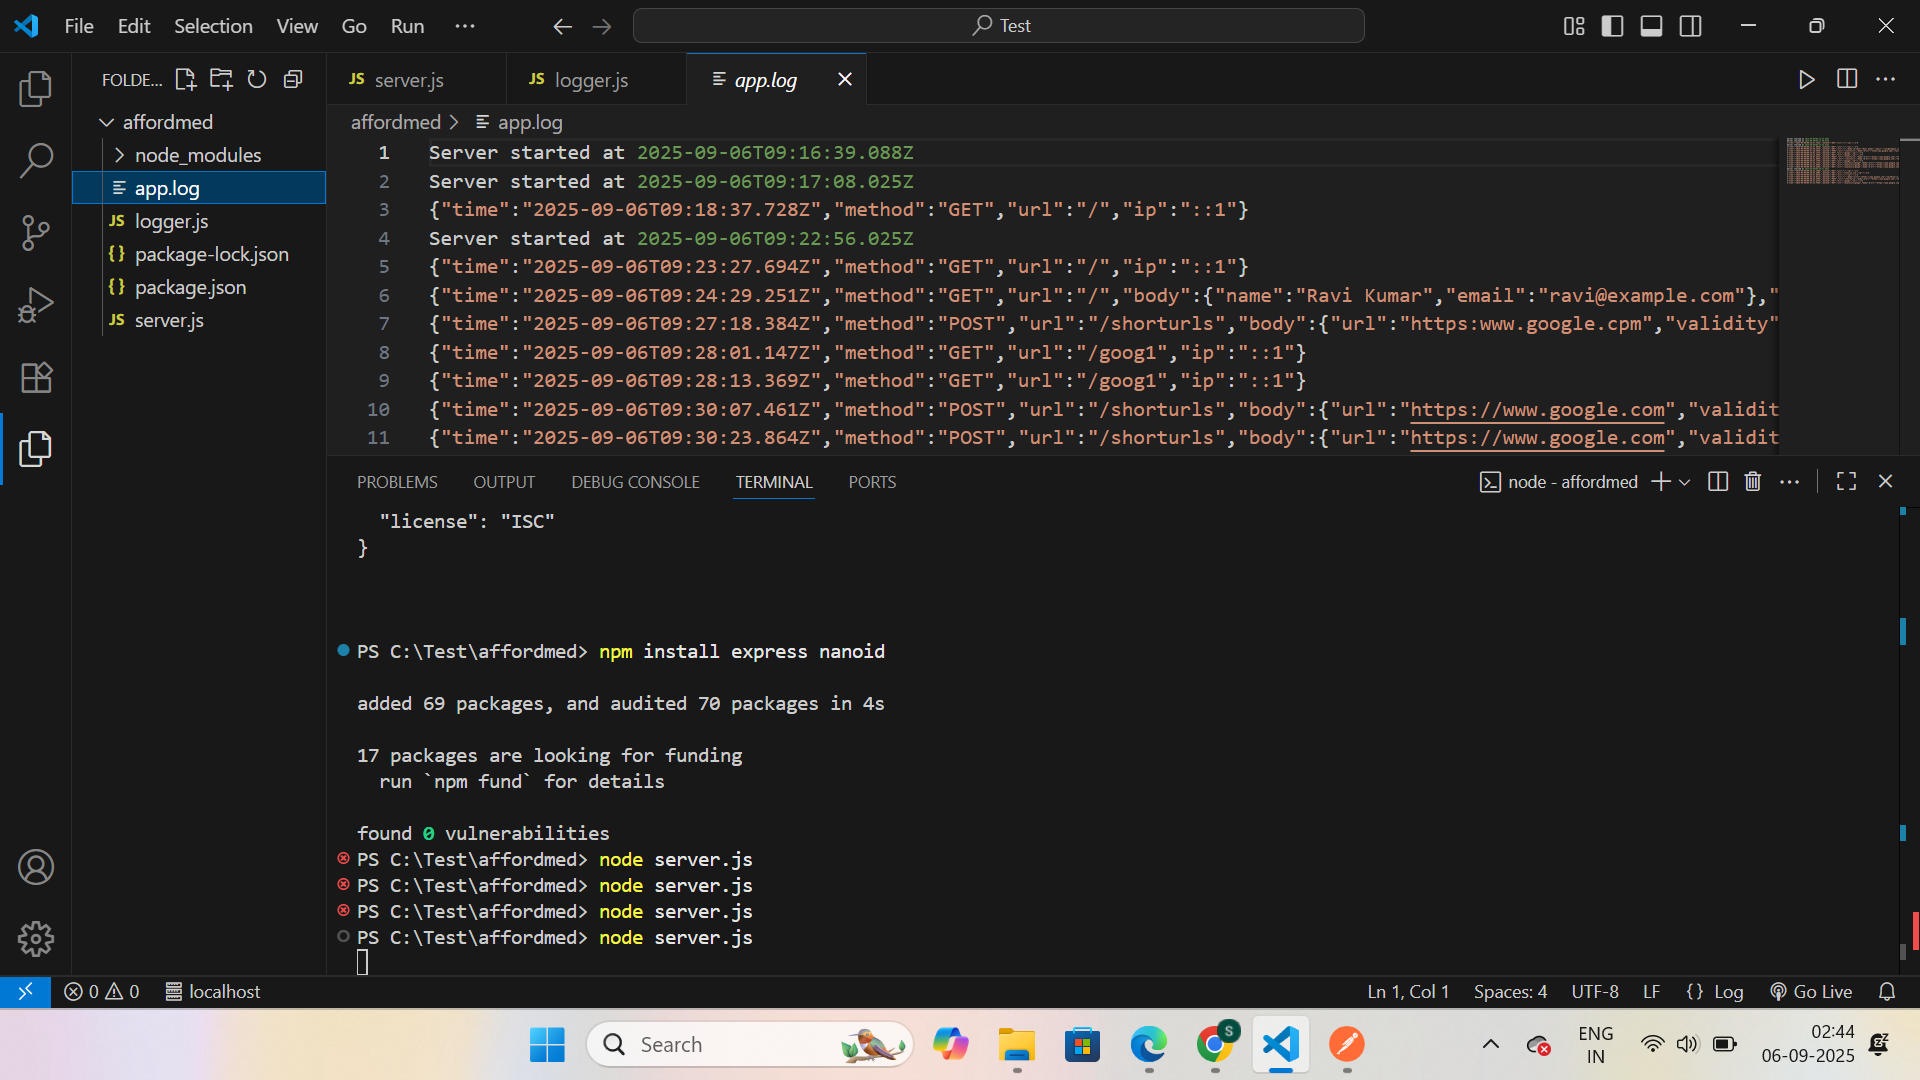 File Edit Selection View Go Run ··· Test
FOLDE...
affordmed
node_modules
app.log
logger.js
package-lock.json
package.json
server.js
JS server.js JS logger.js app.log
affordmed > app.log
1 Server started at 2025-09-06T09:16:39.088Z
2 Server started at 2025-09-06T09:17:08.025Z
3 {"time":"2025-09-06T09:18:37.728Z","method":"GET","url":"/","ip":"::1"}
4 Server started at 2025-09-06T09:22:56.025Z
5 {"time":"2025-09-06T09:23:27.694Z","method":"GET","url":"/","ip":"::1"}
6 {"time":"2025-09-06T09:24:29.251Z","method":"GET","url":"/","body":{"name":"Ravi Kumar","email":"ravi@example.com"},"
7 {"time":"2025-09-06T09:27:18.384Z","method":"POST","url":"/shorturls","body":{"url":"https:www.google.cpm","validity"
8 {"time":"2025-09-06T09:28:01.147Z","method":"GET","url":"/goog1","ip":"::1"}
9 {"time":"2025-09-06T09:28:13.369Z","method":"GET","url":"/goog1","ip":"::1"}
10 {"time":"2025-09-06T09:30:07.461Z","method":"POST","url":"/shorturls","body":{"url":"https://www.google.com","validit
11 {"time":"2025-09-06T09:30:23.864Z","method":"POST","url":"/shorturls","body":{"url":"https://www.google.com","validit
PROBLEMS OUTPUT DEBUG CONSOLE TERMINAL PORTS node - affordmed
"license": "ISC"
}
PS C:\Test\affordmed> npm install express nanoid
added 69 packages, and audited 70 packages in 4s
17 packages are looking for funding
run `npm fund` for details
found 0 vulnerabilities
PS C:\Test\affordmed> node server.js
PS C:\Test\affordmed> node server.js
PS C:\Test\affordmed> node server.js
PS C:\Test\affordmed> node server.js
0 0 localhost Ln 1, Col 1 Spaces: 4 UTF-8 LF {} Log Go Live
Search S ENG IN 02:44 06-09-2025